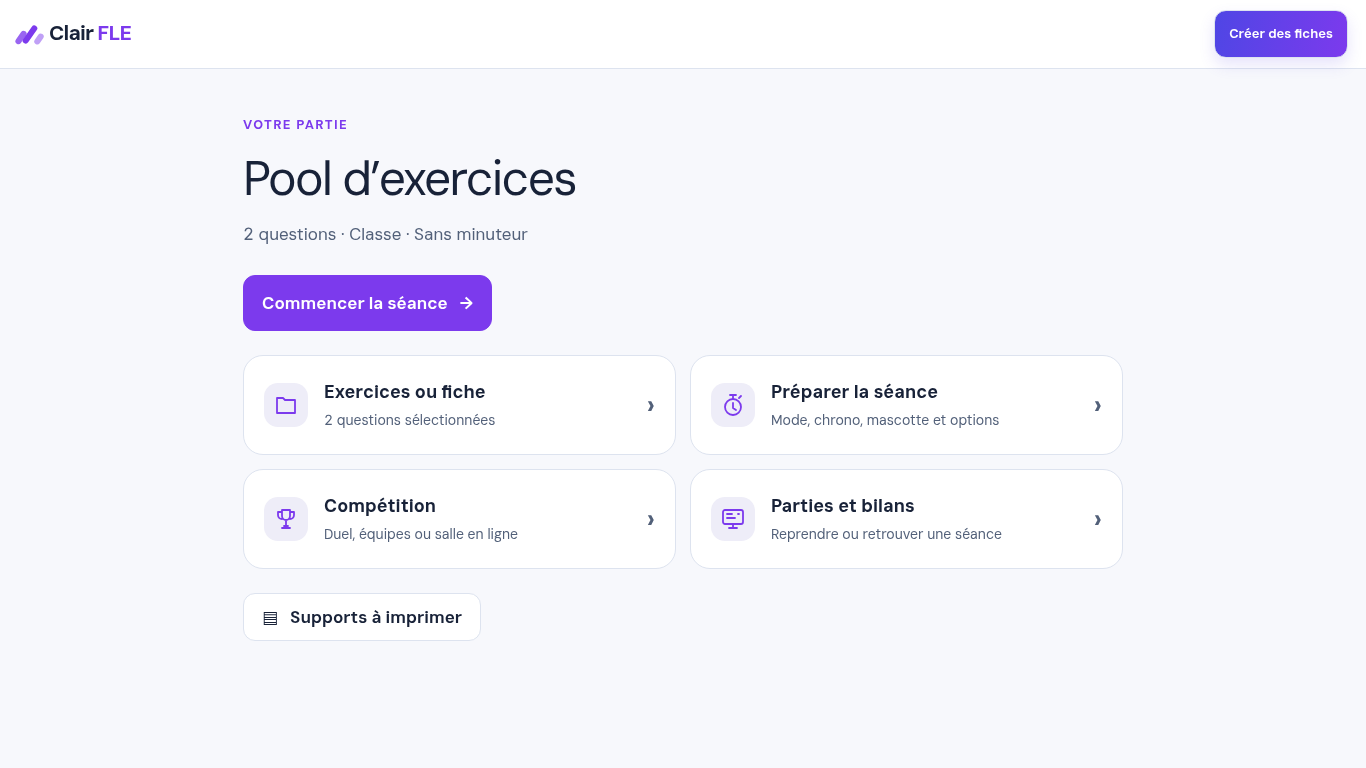 Clair FLE
Créer des fiches
VOTRE PARTIE
Pool d’exercices
2 questions · Classe · Sans minuteur
Commencer la séance →
Exercices ou fiche
2 questions sélectionnées
Préparer la séance
Mode, chrono, mascotte et options
Compétition
Duel, équipes ou salle en ligne
Parties et bilans
Reprendre ou retrouver une séance
Supports à imprimer